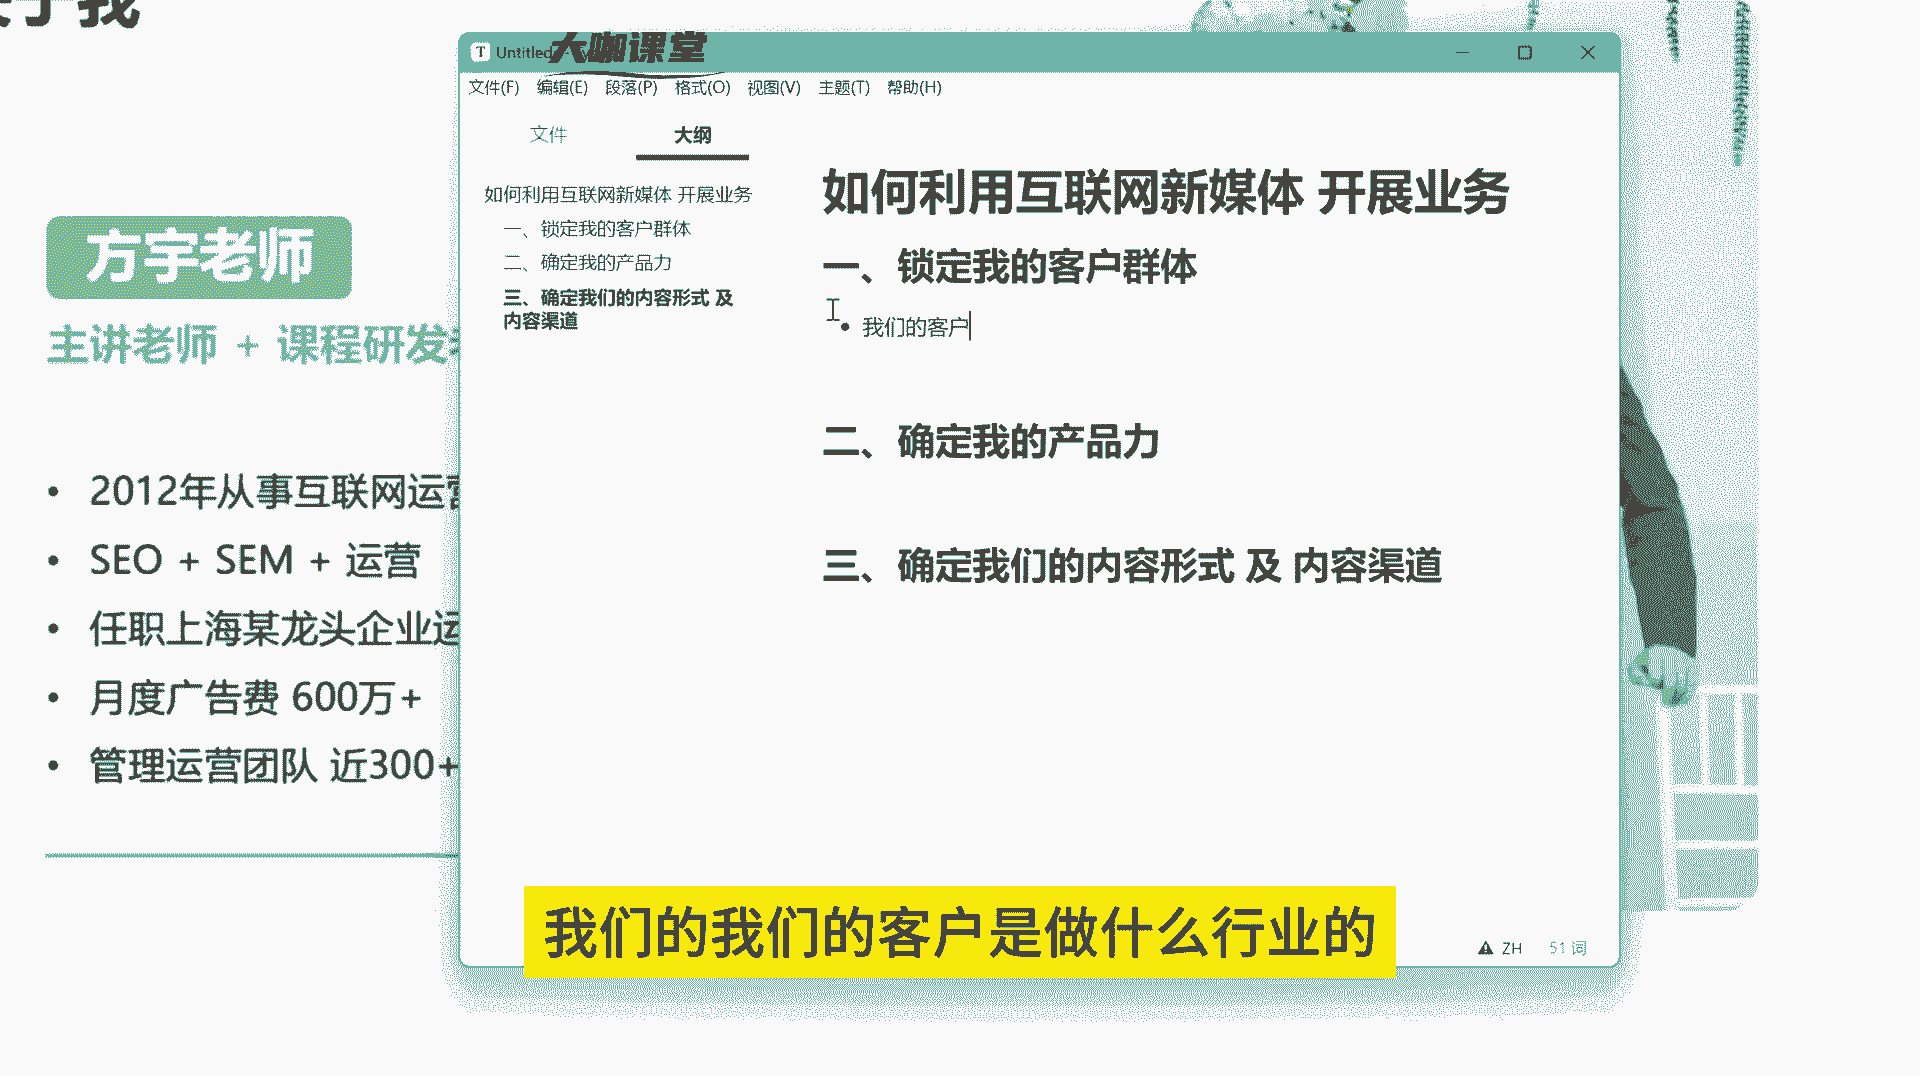 于我
方宇老师
主讲老师 + 课程研发
2012年从事互联网运营
SEO + SEM + 运营
任职上海某龙头企业运
月度广告费 600万+
管理运营团队 近300+
T Untitled
大咖课堂
文件(F) 编辑(E) 段落(P) 格式(O) 视图(V) 主题(T) 帮助(H)
文件 大纲
如何利用互联网新媒体 开展业务
一、锁定我的客户群体
二、确定我的产品力
三、确定我们的内容形式 及
内容渠道
如何利用互联网新媒体 开展业务
一、锁定我的客户群体
我们的客户
二、确定我的产品力
三、确定我们的内容形式 及 内容渠道
ZH 51 词
我们的我们的客户是做什么行业的